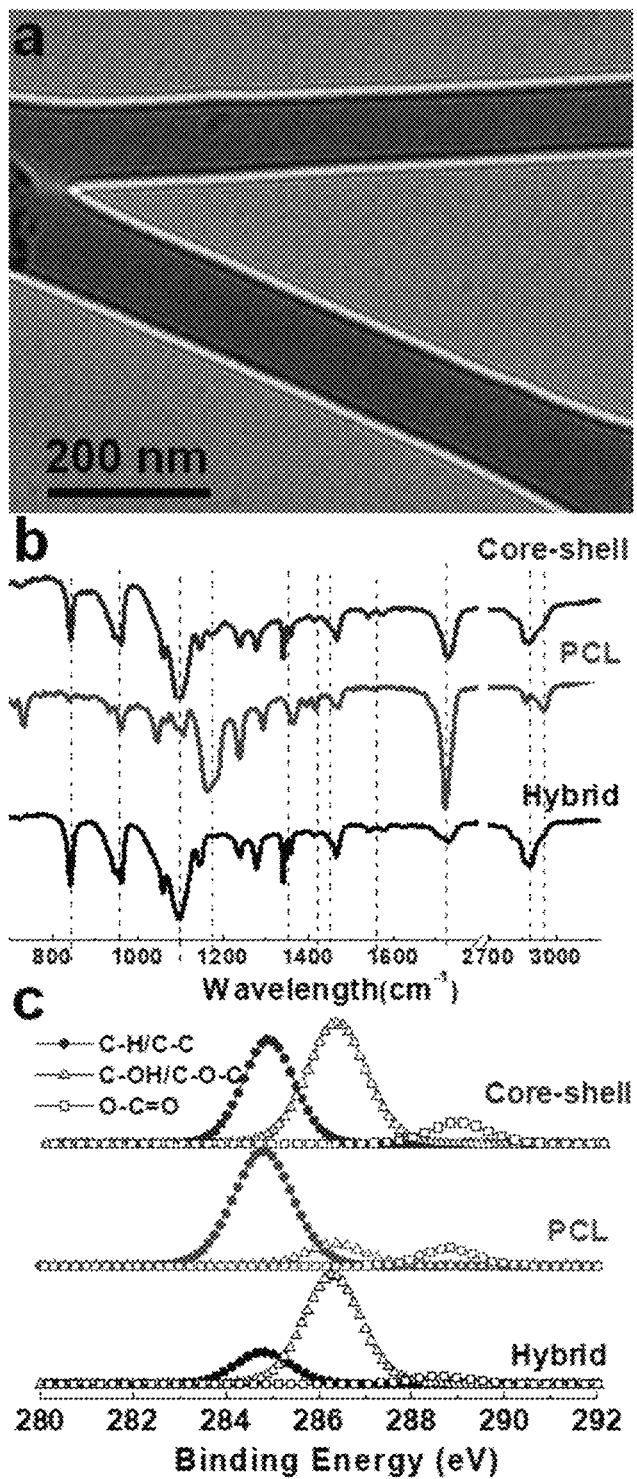 a
200 nm
b
Core-shell
PCL
Hybrid
800 1000 1200 1400 1600 2700 3000
Wavelength(cm⁻¹)
c
C-H/C-C
C-OH/C-O-C
O-C=O
Core-shell
PCL
Hybrid
280 282 284 286 288 290 292
Binding Energy (eV)